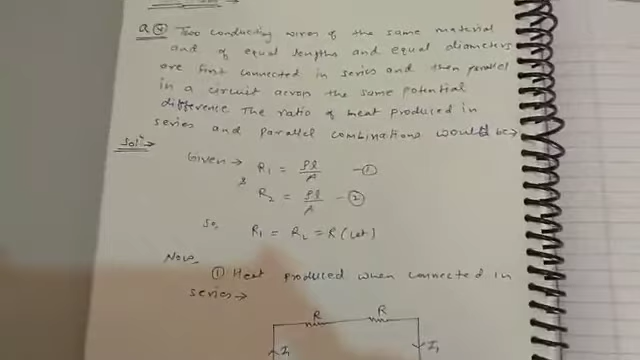 Q④ Two conducting wires of the same material
and of equal lengths and equal diameters
are first connected in series and then parallel
in a circuit across the same potential
difference The ratio of heat produced in
series and parallel combinations would be→
Solⁿ→
Given→ R₁ = ρl/A —①
& R₂ = ρl/A —②
So, R₁ = R₂ = R (let)
Now,
① Heat produced when connected in
series→
R R
I₁ I₁